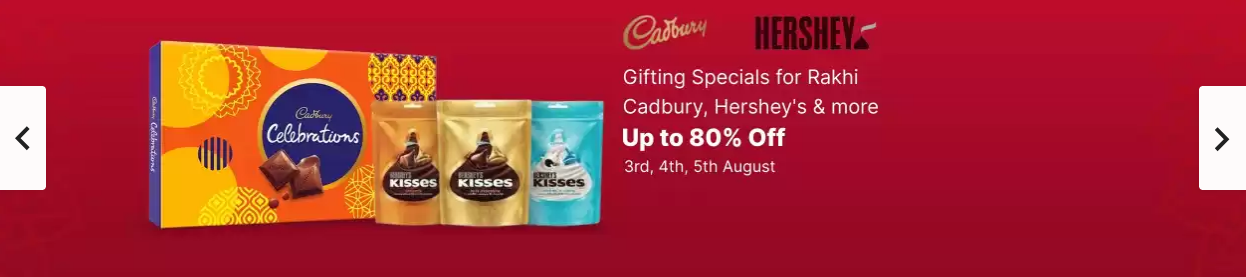 Cadbury
HERSHEY'S
Gifting Specials for Rakhi
Cadbury, Hershey's & more
Up to 80% Off
3rd, 4th, 5th August
Cadbury Celebrations
Cadbury
Celebrations
HERSHEY'S
KISSES
HERSHEY'S
KISSES
HERSHEY'S
KISSES